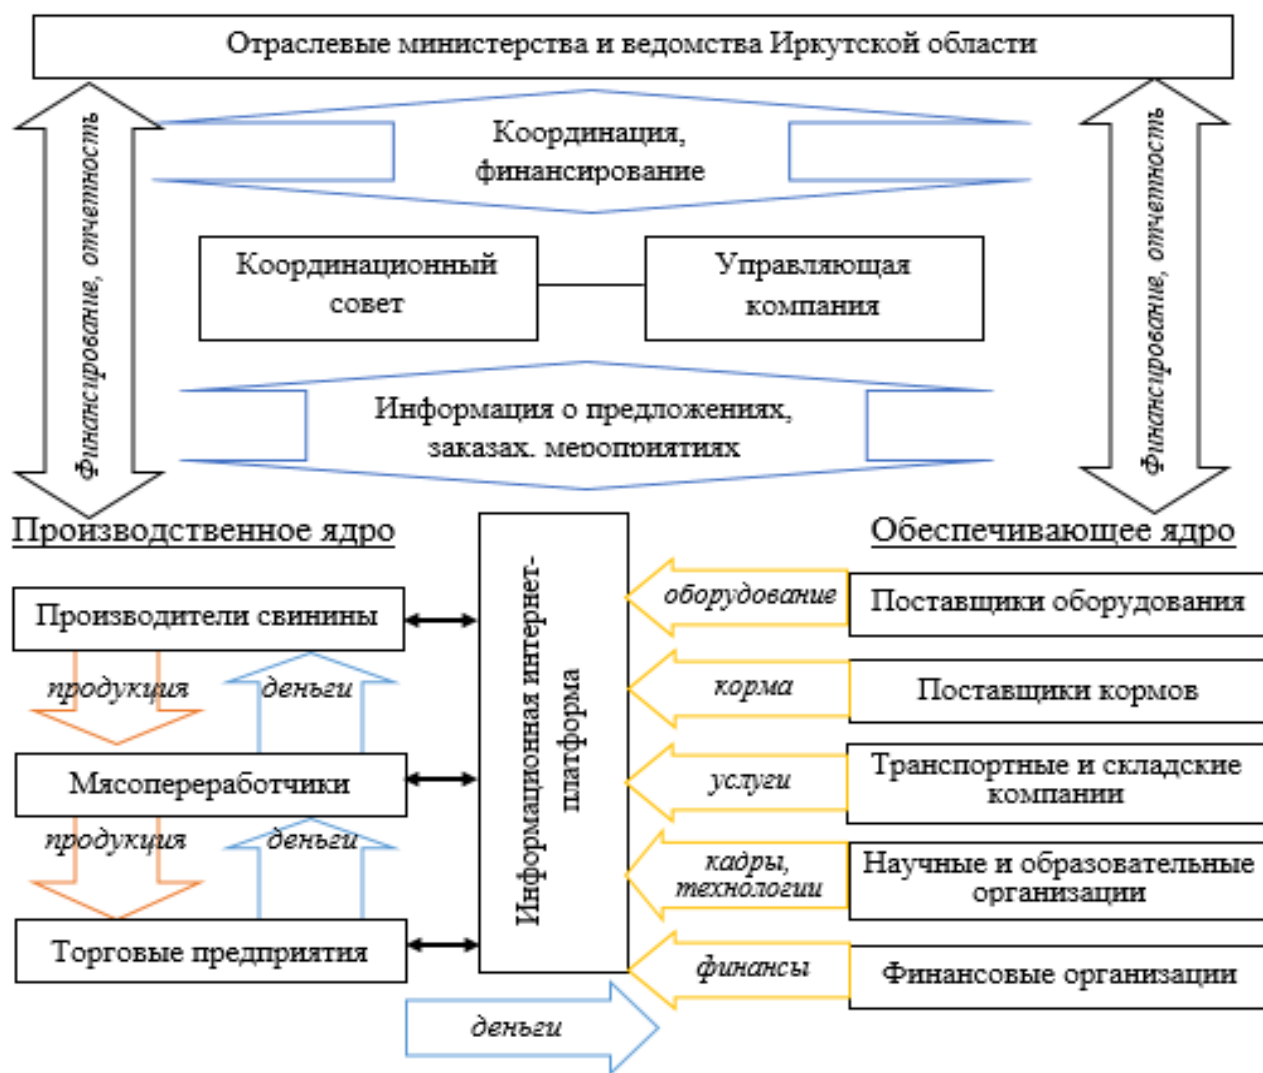 Отраслевые министерства и ведомства Иркутской области
Финансирование, отчетность
Координация,
финансирование
Финансирование, отчетность
Координационный
совет
Управляющая
компания
Информация о предложениях,
заказах, мероприятиях
Производственное ядро
Обеспечивающее ядро
Производители свинины
продукция
деньги
Мясопереработчики
продукция
деньги
Торговые предприятия
деньги
Информационная интернет-
платформа
оборудование
Поставщики оборудования
корма
Поставщики кормов
услуги
Транспортные и складские
компании
кадры,
технологии
Научные и образовательные
организации
финансы
Финансовые организации